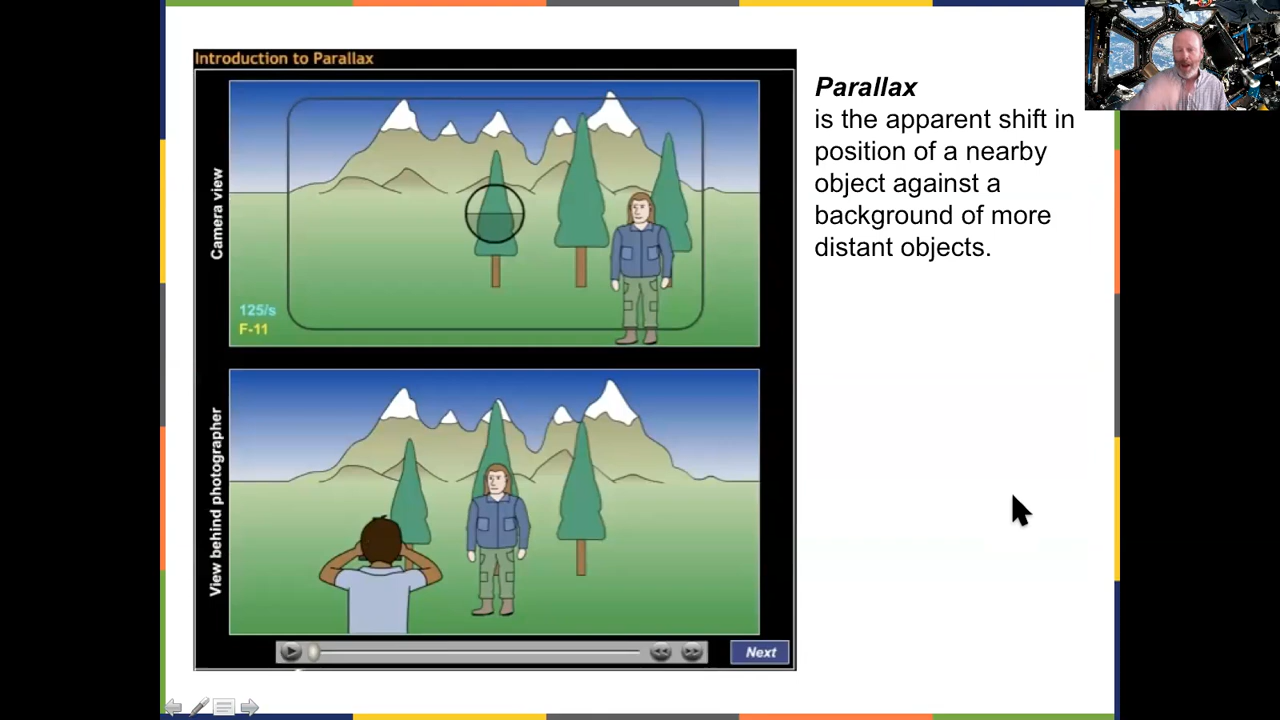 Introduction to Parallax
Camera view
125/s
F-11
View behind photographer
Next
Parallax
is the apparent shift in
position of a nearby
object against a
background of more
distant objects.